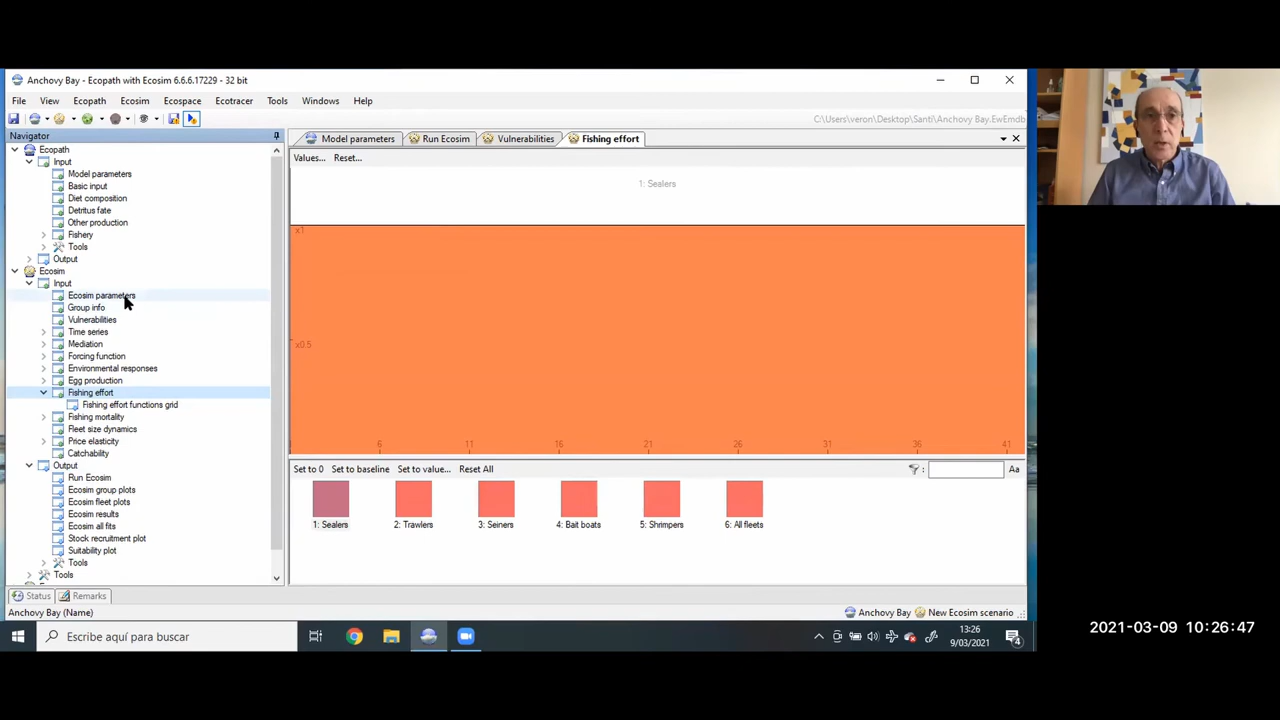 Anchovy Bay - Ecopath with Ecosim 6.6.6.17229 - 32 bit
File View Ecopath Ecosim Ecospace Ecotracer Tools Windows Help
C:\Users\veron\Desktop\Santi\Anchovy Bay.EwEmdb
Navigator
Ecopath
Input
Model parameters
Basic input
Diet composition
Detritus fate
Other production
Fishery
Tools
Output
Ecosim
Input
Ecosim parameters
Group info
Vulnerabilities
Time series
Mediation
Forcing function
Environmental responses
Egg production
Fishing effort
Fishing effort functions grid
Fishing mortality
Fleet size dynamics
Price elasticity
Catchability
Output
Run Ecosim
Ecosim group plots
Ecosim fleet plots
Ecosim results
Ecosim all fits
Stock recruitment plot
Suitability plot
Tools
Tools
Model parameters Run Ecosim Vulnerabilities Fishing effort
Values... Reset...
1: Sealers
x1
x0.5
6 11 16 21 26 31 36 41
Set to 0 Set to baseline Set to value... Reset All : Aa
1: Sealers 2: Trawlers 3: Seiners 4: Bait boats 5: Shrimpers 6: All fleets
Status Remarks
Anchovy Bay (Name) Anchovy Bay New Ecosim scenario
Escribe aquí para buscar
13:26
9/03/2021
4
2021-03-09 10:26:47